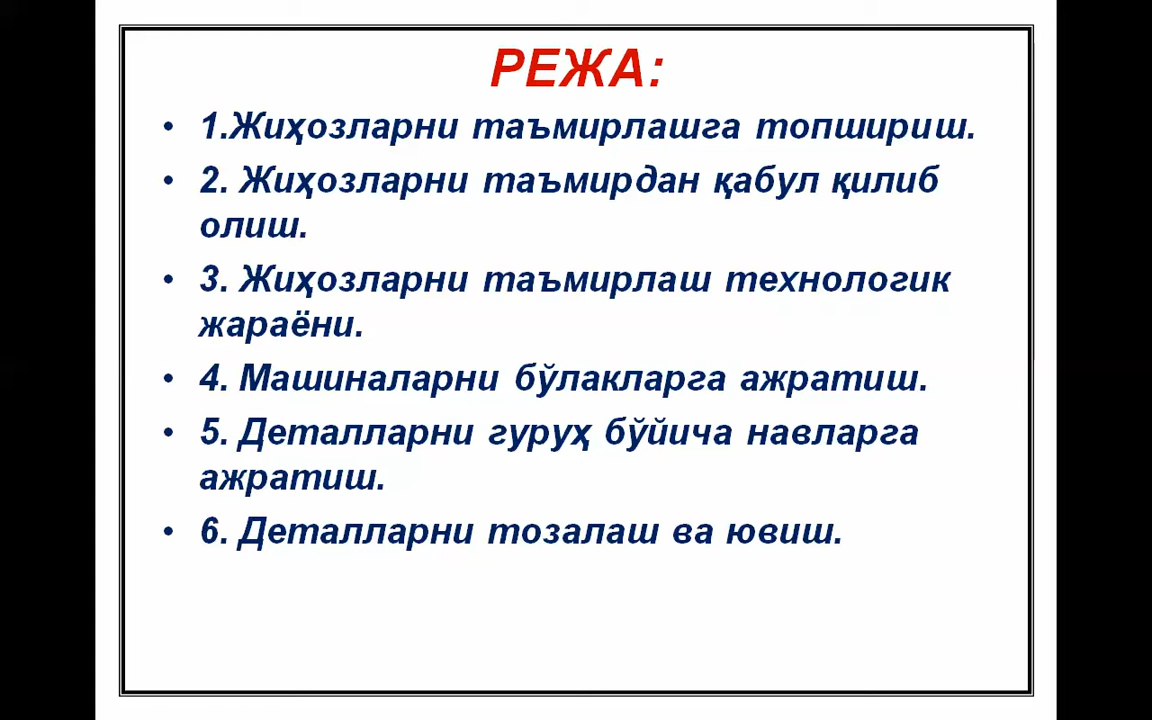 РЕЖА:
• 1.Жиҳозларни таъмирлашга топшириш.
• 2. Жиҳозларни таъмирдан қабул қилиб
олиш.
• 3. Жиҳозларни таъмирлаш технологик
жараёни.
• 4. Машиналарни бўлакларга ажратиш.
• 5. Деталларни гуруҳ бўйича навларга
ажратиш.
• 6. Деталларни тозалаш ва ювиш.